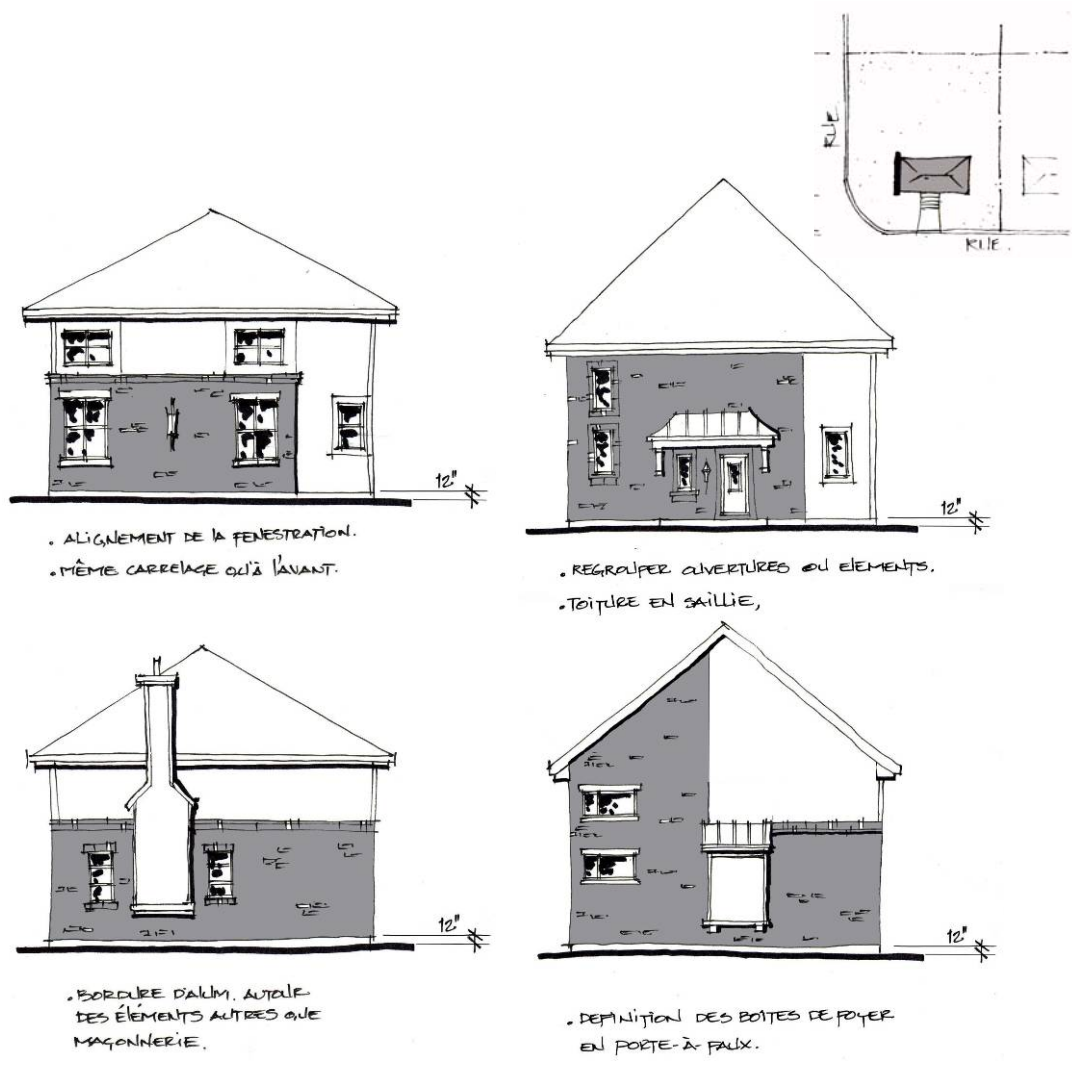 RUE
RUE.
12"
• ALIGNEMENT DE LA FENESTRATION.
• MÊME CARRELAGE QU'À L'AVANT.
12"
• REGROUPER OUVERTURES OU ELEMENTS.
• TOITURE EN SAILLIE,
12"
• BORDURE D'ALUM. AUTOUR
DES ÉLÉMENTS AUTRES QUE
MAÇONNERIE.
12"
• DEFINITION DES BOITES DE FOYER
EN PORTE-À-FAUX.